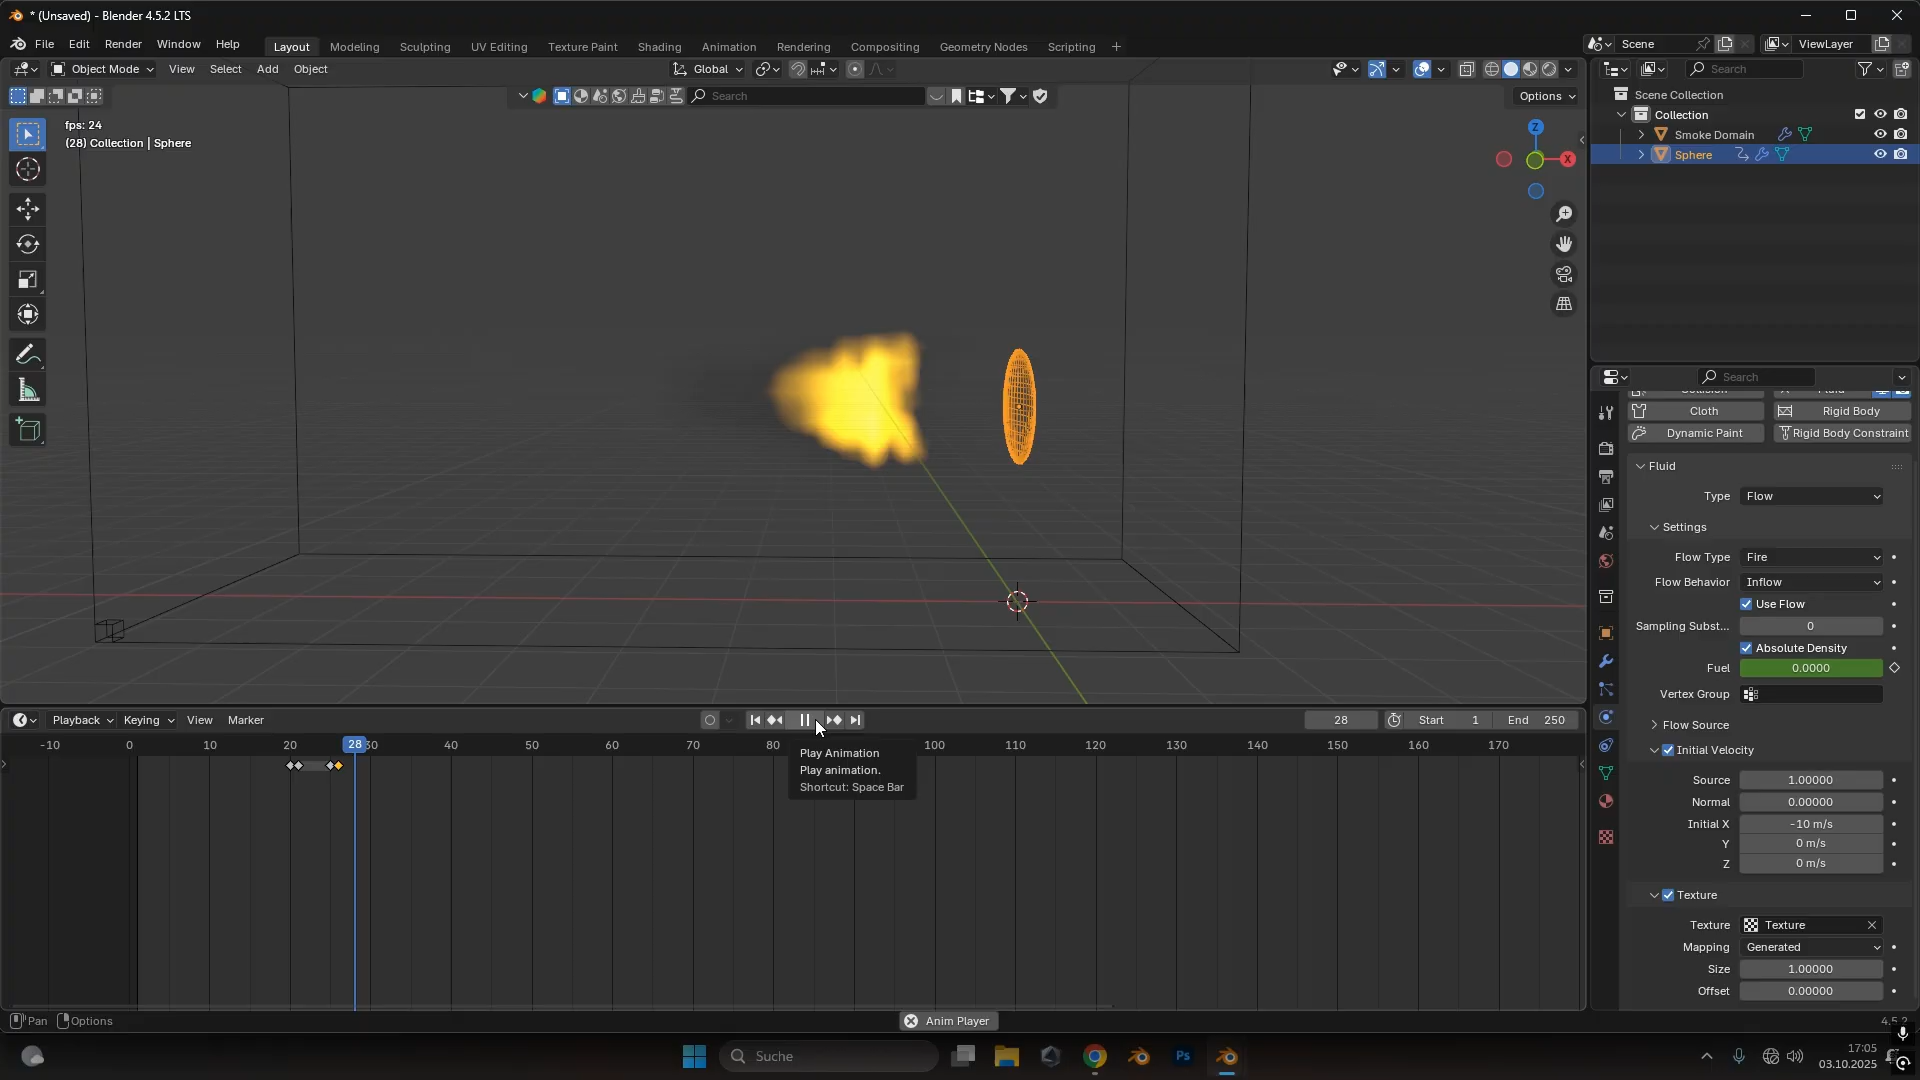 * (Unsaved) - Blender 4.5.2 LTS
File Edit Render Window Help
Layout Modeling Sculpting UV Editing Texture Paint Shading Animation Rendering Compositing Geometry Nodes Scripting +
Scene
ViewLayer
Object Mode View Select Add Object
Global
Search
Search
Options
fps: 24
(28) Collection | Sphere
Z
X
Scene Collection
Collection
Smoke Domain
Sphere
Search
Cloth Rigid Body
Dynamic Paint Rigid Body Constraint
Fluid
Type Flow
Settings
Flow Type Fire
Flow Behavior Inflow
Use Flow
Sampling Subst... 0
Absolute Density
Fuel 0.0000
Vertex Group
Flow Source
Initial Velocity
Source 1.00000
Normal 0.00000
Initial X -10 m/s
Y 0 m/s
Z 0 m/s
Texture
Texture Texture
Mapping Generated
Size 1.00000
Offset 0.00000
Playback Keying View Marker
28 Start 1 End 250
-10 0 10 20 28 30 40 50 60 70 80 100 110 120 130 140 150 160 170
Play Animation
Play animation.
Shortcut: Space Bar
Pan Options
Anim Player
4.5.2
Suche
Ps
17:05
03.10.2025